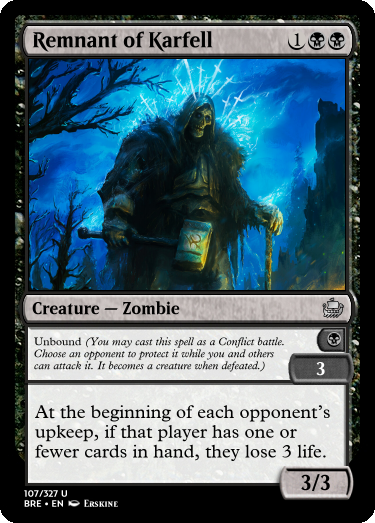 Remnant of Karfell 1
Creature — Zombie
Unbound (You may cast this spell as a Conflict battle.
Choose an opponent to protect it while you and others
can attack it. It becomes a creature when defeated.)
3
At the beginning of each opponent's
upkeep, if that player has one or
fewer cards in hand, they lose 3 life.
3/3
107/327 U
BRE • EN Erskine